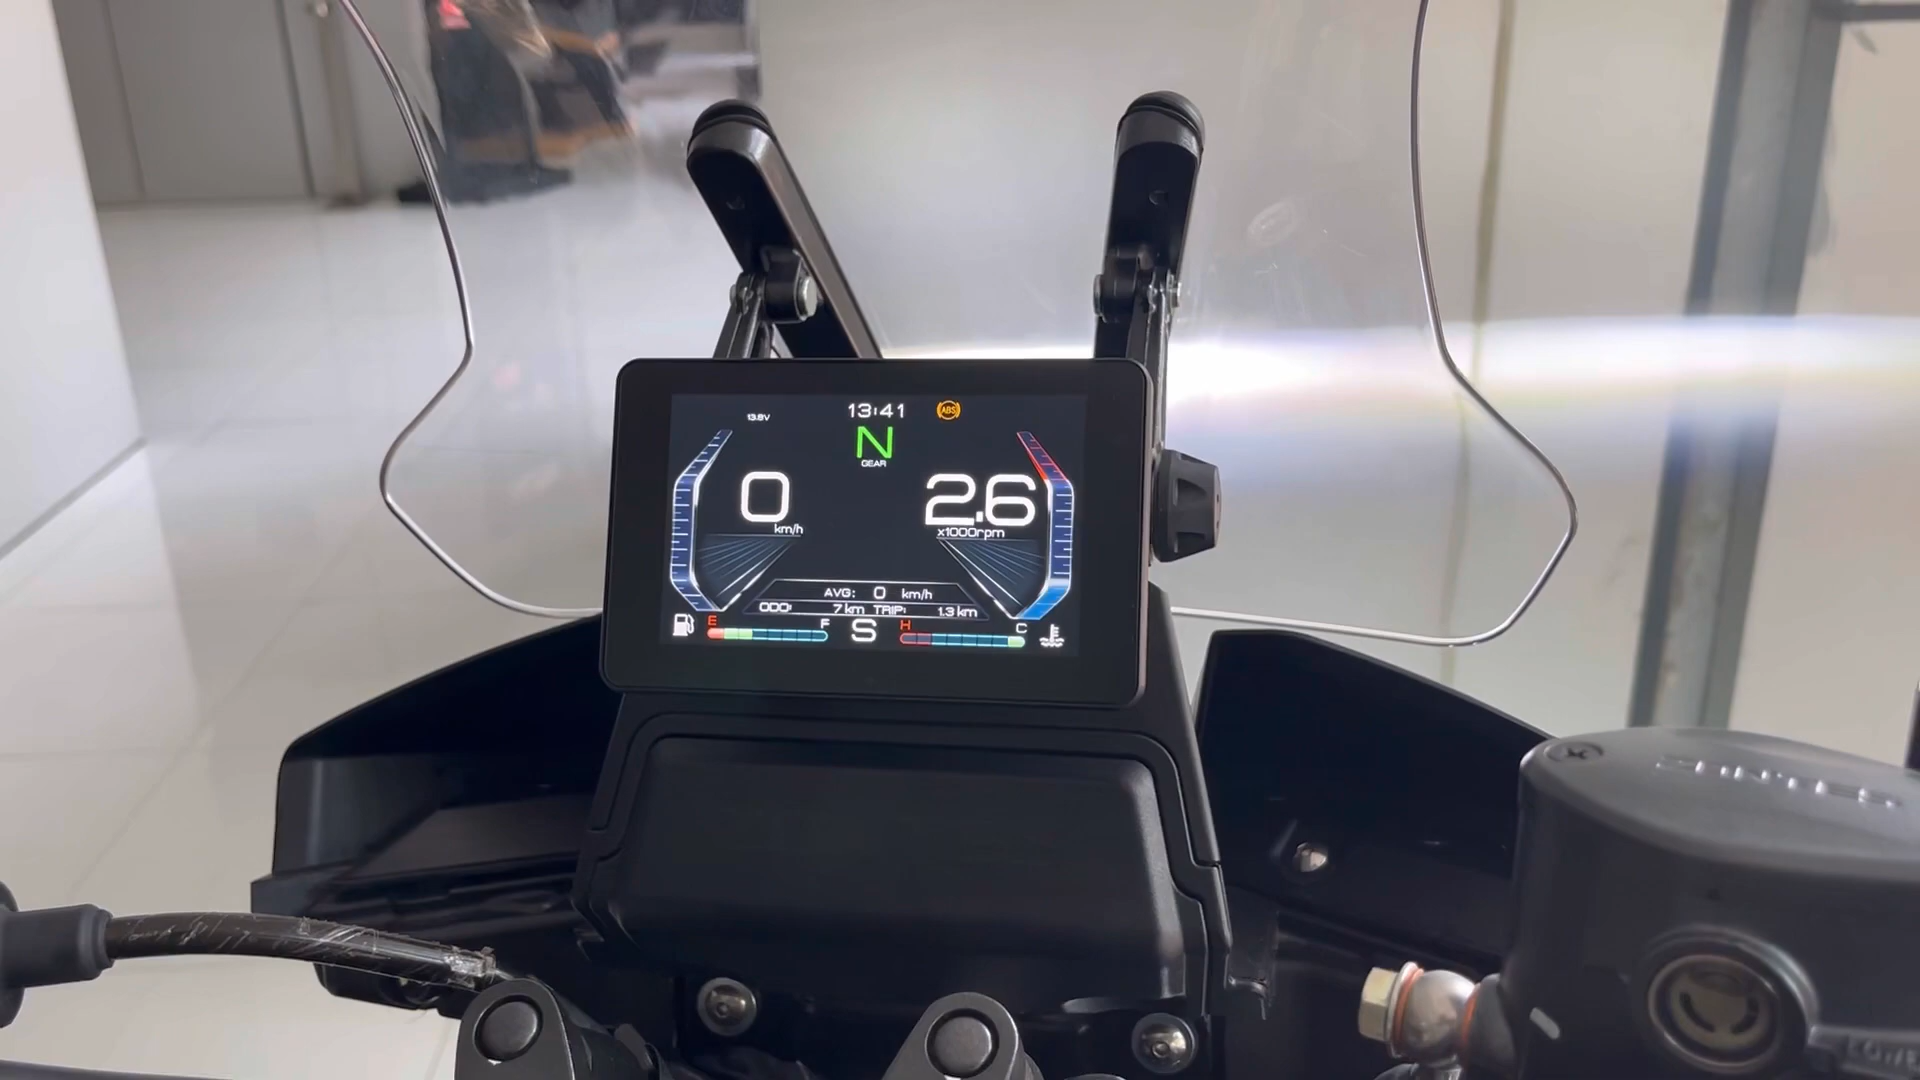 13.8V
13:41
ABS
N
GEAR
0
km/h
2.6
x1000rpm
AVG: 0 km/h
ODO: 7 km TRIP: 1.3 km
E F
S
H C